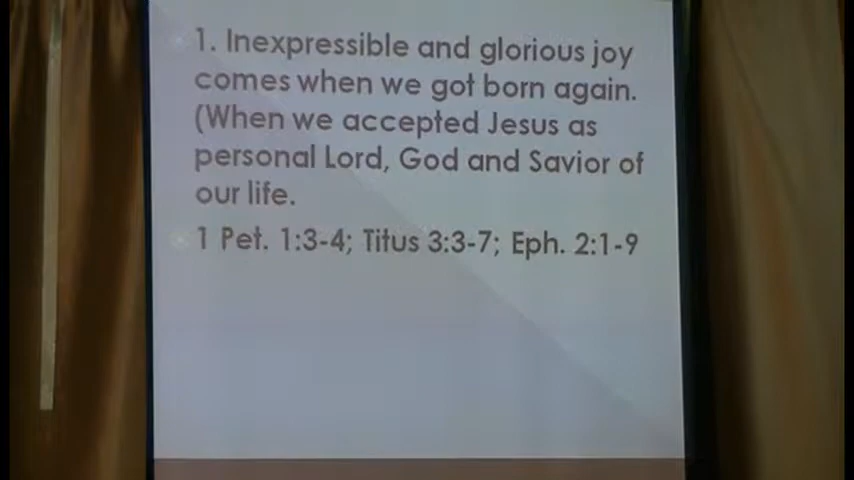 1. Inexpressible and glorious joy
comes when we got born again.
(When we accepted Jesus as
personal Lord, God and Savior of
our life.
1 Pet. 1:3-4; Titus 3:3-7; Eph. 2:1-9